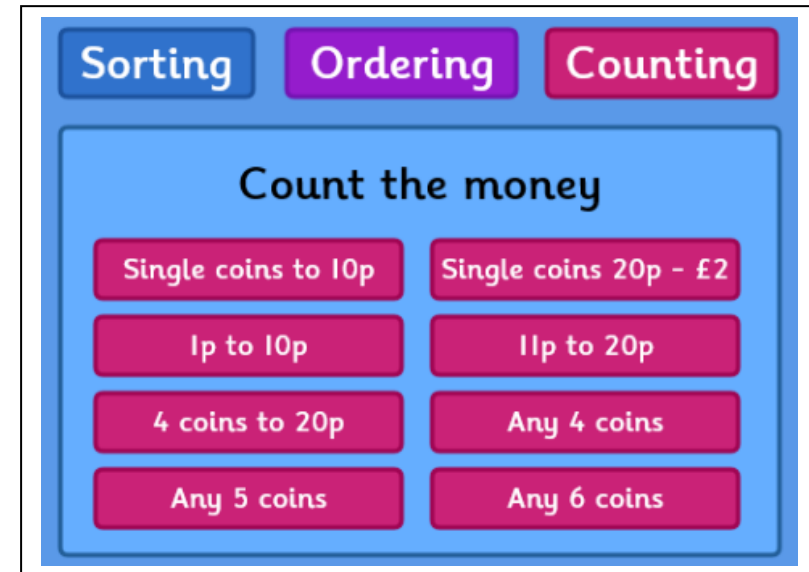 Sorting Ordering Counting
Count the money
Single coins to 10p Single coins 20p - £2
1p to 10p 11p to 20p
4 coins to 20p Any 4 coins
Any 5 coins Any 6 coins